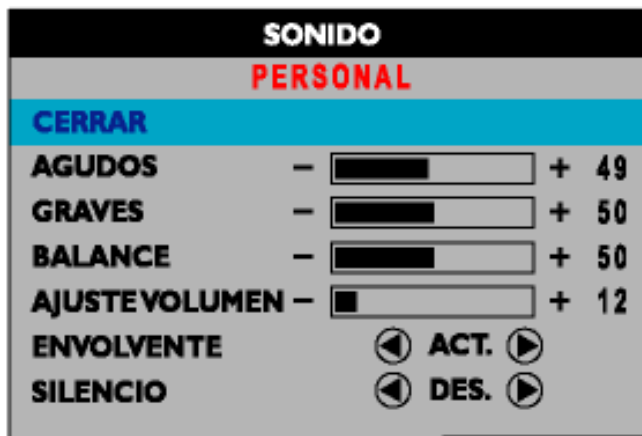 SONIDO
PERSONAL
CERRAR
AGUDOS - + 49
GRAVES - + 50
BALANCE - + 50
AJUSTE VOLUMEN - + 12
ENVOLVENTE ACT.
SILENCIO DES.